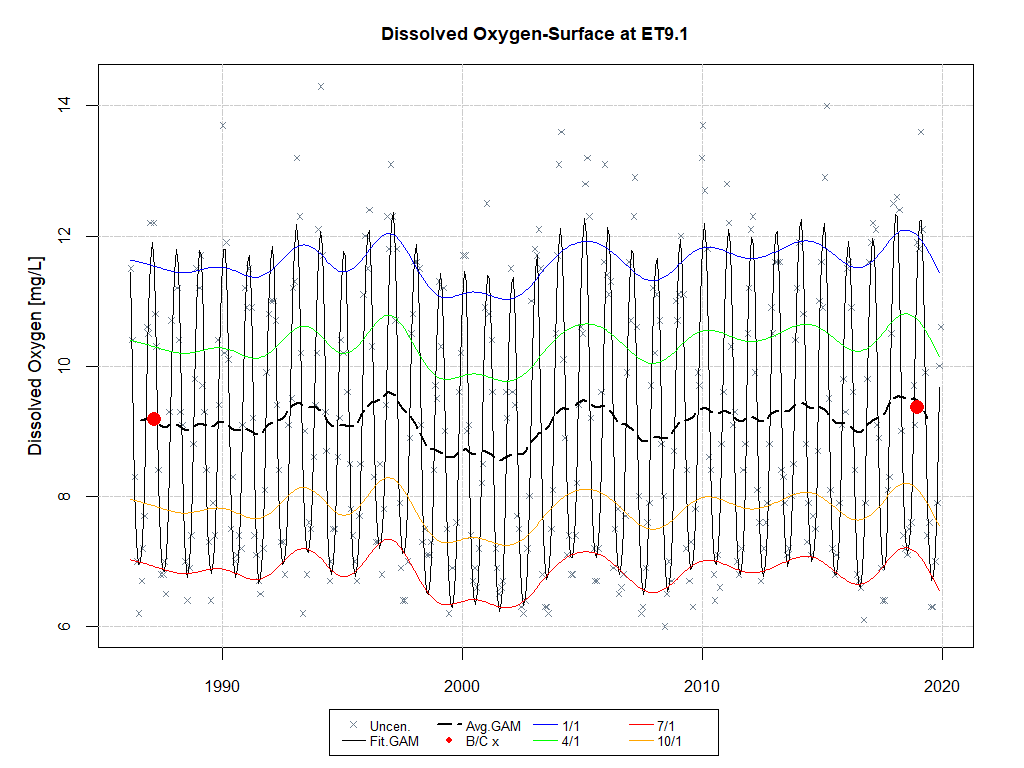 Dissolved Oxygen-Surface at ET9.1
Dissolved Oxygen [mg/L]
14
12
10
8
6
1990 2000 2010 2020
Uncen. Avg.GAM 1/1 7/1
Fit.GAM B/C x 4/1 10/1